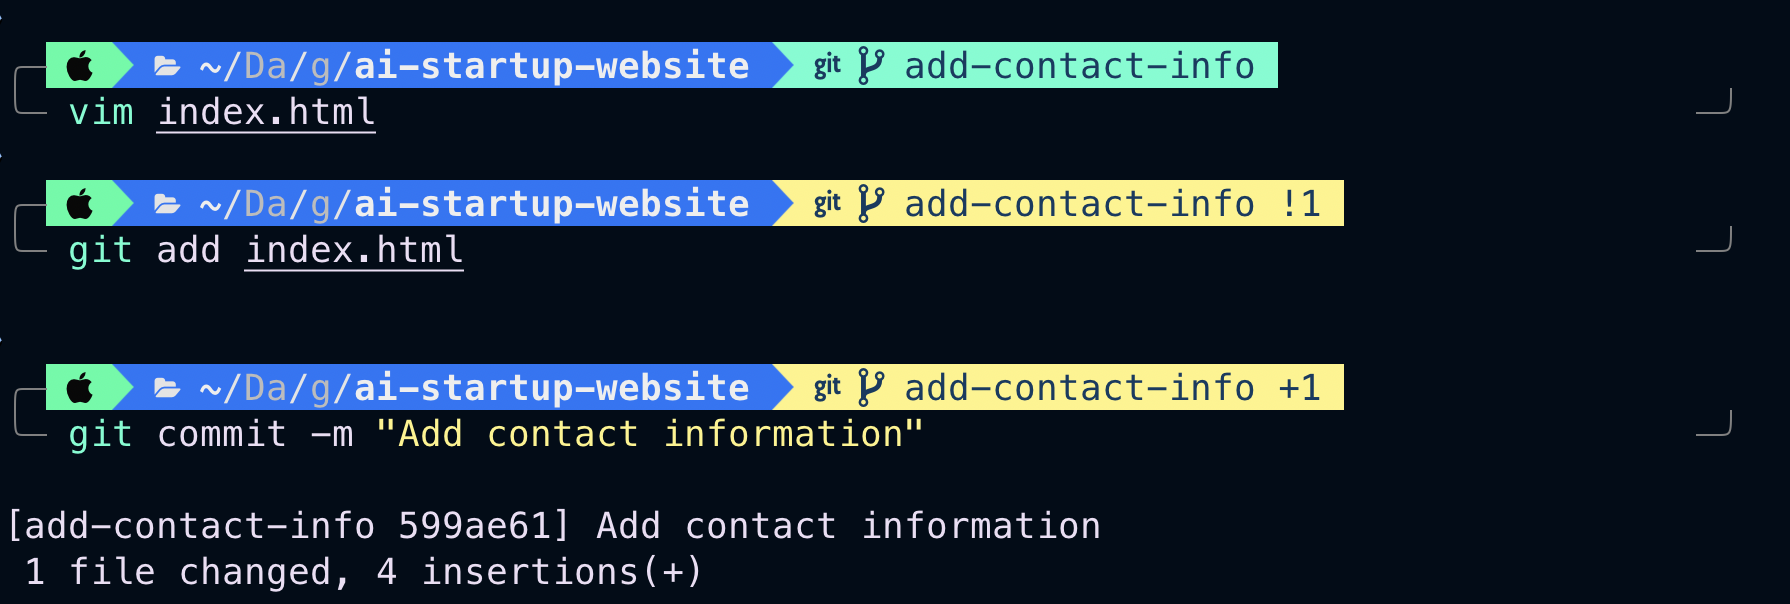 ~/Da/g/ai-startup-website git add-contact-info
vim index.html
~/Da/g/ai-startup-website git add-contact-info !1
git add index.html
~/Da/g/ai-startup-website git add-contact-info +1
git commit -m "Add contact information"
[add-contact-info 599ae61] Add contact information
1 file changed, 4 insertions(+)